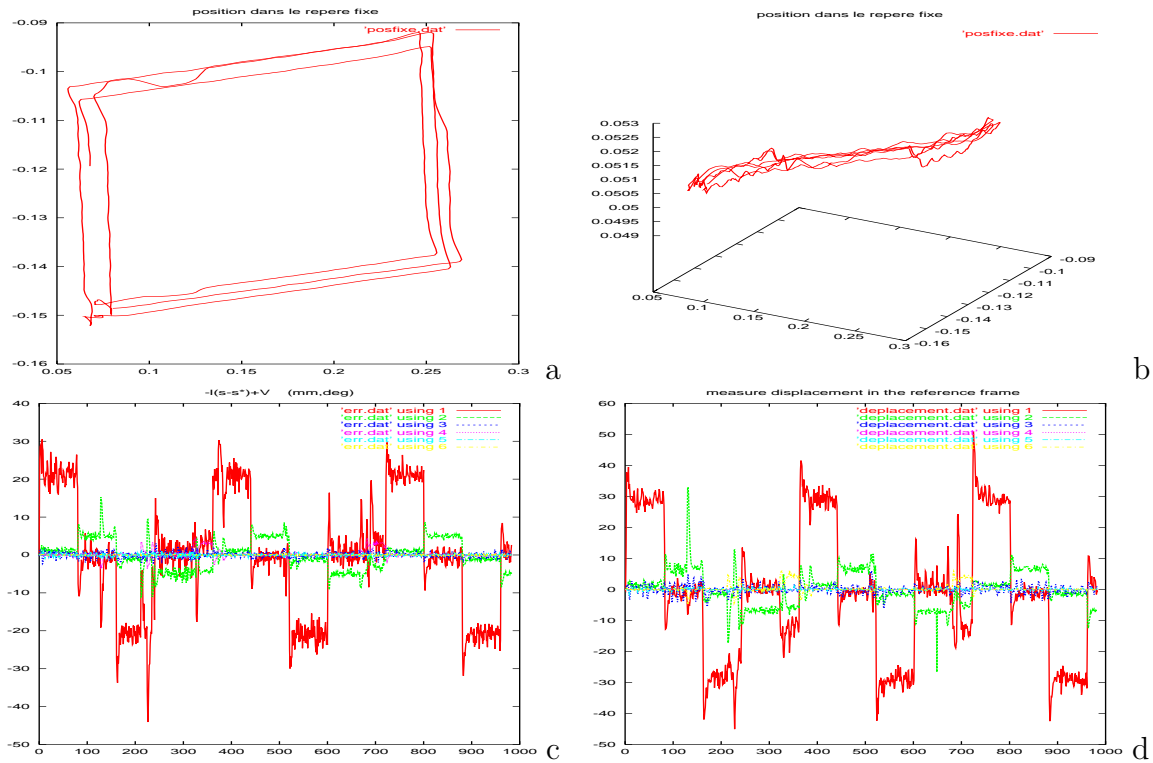 position dans le repere fixe
'posfixe.dat'
-0.09
-0.1
-0.11
-0.12
-0.13
-0.14
-0.15
-0.16
0.05 0.1 0.15 0.2 0.25 0.3
a
position dans le repere fixe
'posfixe.dat'
0.053
0.0525
0.052
0.0515
0.051
0.0505
0.05
0.0495
0.049
0.05
0.1
0.15
0.2
0.25
0.3
-0.09
-0.1
-0.11
-0.12
-0.13
-0.14
-0.15
-0.16
b
-l(s-s*)+V (mm,deg)
'err.dat' using 1
'err.dat' using 2
'err.dat' using 3
'err.dat' using 4
'err.dat' using 5
'err.dat' using 6
40
30
20
10
0
-10
-20
-30
-40
-50
0 100 200 300 400 500 600 700 800 900 1000
c
measure displacement in the reference frame
'deplacement.dat' using 1
'deplacement.dat' using 2
'deplacement.dat' using 3
'deplacement.dat' using 4
'deplacement.dat' using 5
'deplacement.dat' using 6
60
50
40
30
20
10
0
-10
-20
-30
-40
-50
0 100 200 300 400 500 600 700 800 900 1000
d